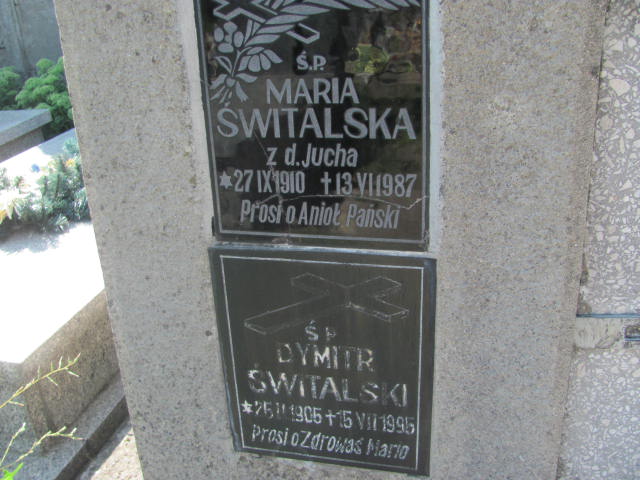 Ś.P.
MARIA
ŚWITALSKA
z d. Jucha
*27 IX 1910 +13 VI 1987
Prosi o Anioł Pański
Ś P
DYMITR
ŚWITALSKI
*25 II 1905 +15 VII 1995
Prosi o Zdrowaś Mario